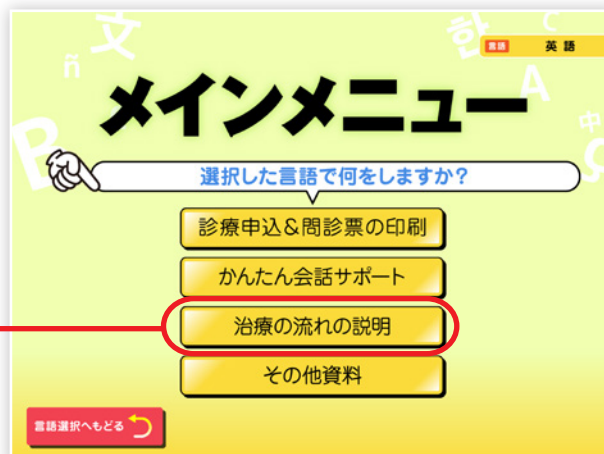 言語 英語
メインメニュー
選択した言語で何をしますか?
診療申込&問診票の印刷
かんたん会話サポート
治療の流れの説明
その他資料
言語選択へもどる
文
한
C
ñ
A
B
中